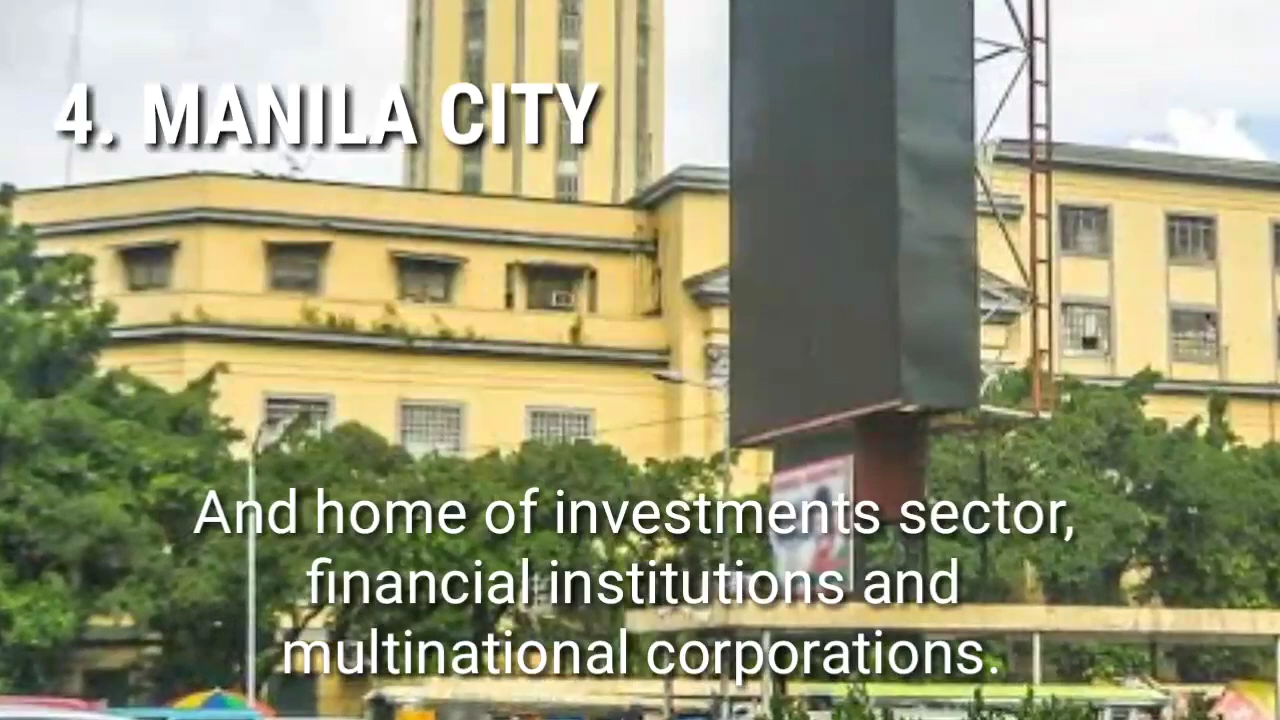 4. MANILA CITY
And home of investments sector,
financial institutions and
multinational corporations.